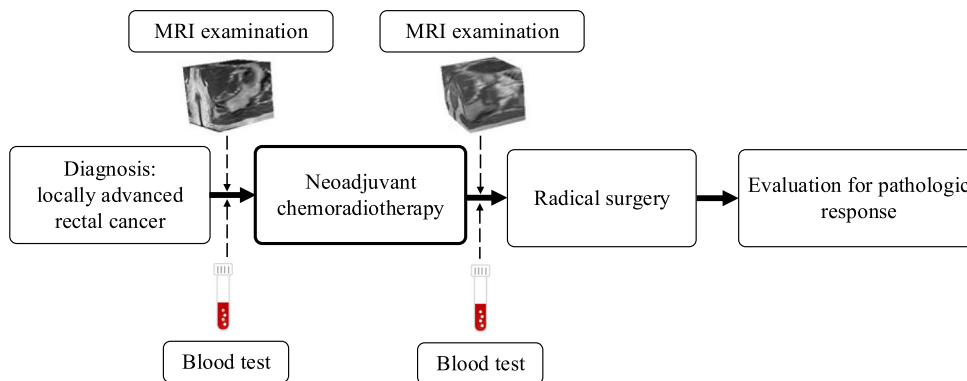 MRI examination
MRI examination
Diagnosis:
locally advanced
rectal cancer
Neoadjuvant
chemoradiotherapy
Radical surgery
Evaluation for pathologic
response
Blood test
Blood test